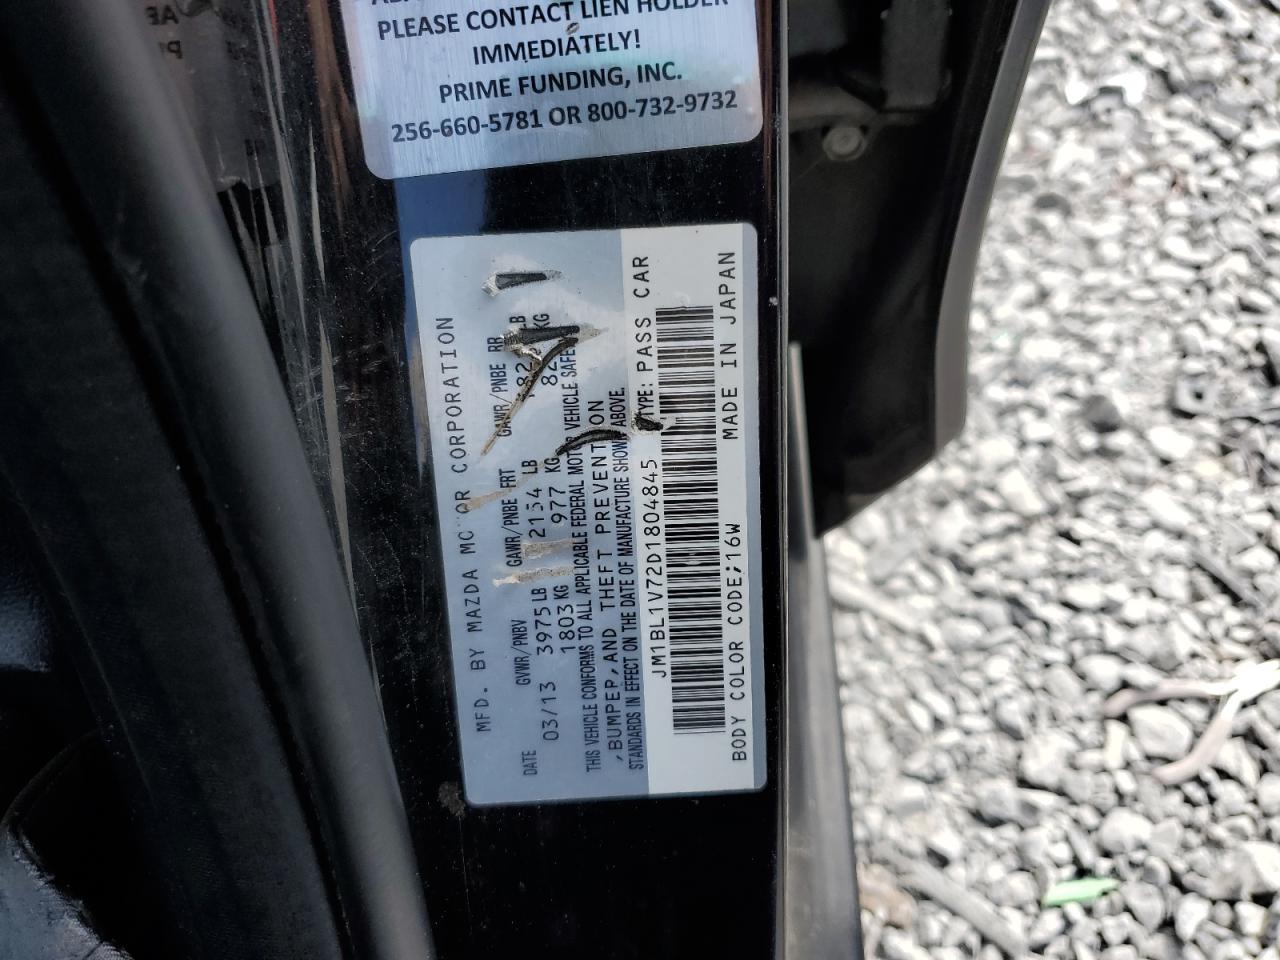 PLEASE CONTACT LIEN HOLDER
IMMEDIATELY!
PRIME FUNDING, INC.
256-660-5781 OR 800-732-9732
MFD. BY MAZDA MOTOR CORPORATION
DATE GVWR/PNBV GAWR/PNBE FRT GAWR/PNBE RR
03/13 3975 LB 2154 LB LB
1803 KG 977 KG KG
THIS VEHICLE CONFORMS TO ALL APPLICABLE FEDERAL MOTOR VEHICLE
, BUMPER, AND THEFT PREVENTION
STANDARDS IN EFFECT ON THE DATE OF MANUFACTURE SHOWN ABOVE.
JM1BL1V72D1804845 TYPE: PASS CAR
BODY COLOR CODE;16W MADE IN JAPAN